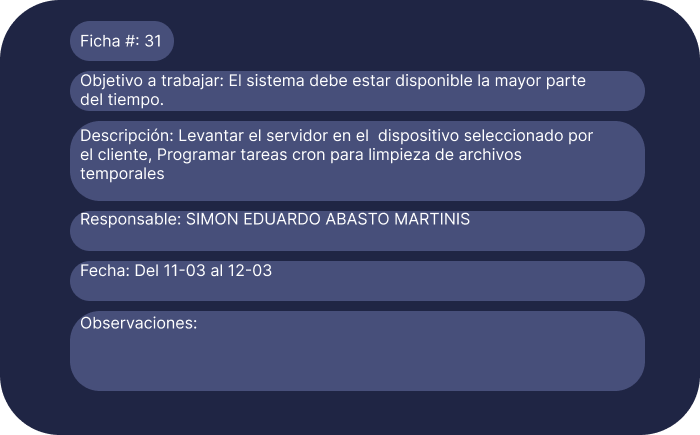 Ficha #: 31
Objetivo a trabajar: El sistema debe estar disponible la mayor parte
del tiempo.
Descripción: Levantar el servidor en el  dispositivo seleccionado por
el cliente, Programar tareas cron para limpieza de archivos
temporales
Responsable: SIMON EDUARDO ABASTO MARTINIS
Fecha: Del 11-03 al 12-03
Observaciones: